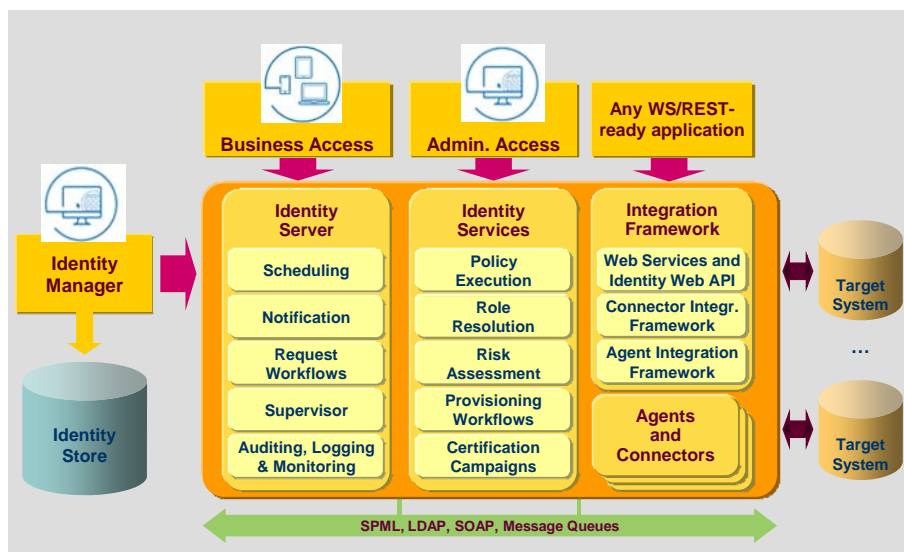 Business Access
Admin. Access
Any WS/REST-
ready application
Identity
Manager
Identity
Store
Identity
Server
Scheduling
Notification
Request
Workflows
Supervisor
Auditing, Logging
& Monitoring
Identity
Services
Policy
Execution
Role
Resolution
Risk
Assessment
Provisioning
Workflows
Certification
Campaigns
Integration
Framework
Web Services and
Identity Web API
Connector Integr.
Framework
Agent Integration
Framework
Agents
and
Connectors
Target
System
...
Target
System
SPML, LDAP, SOAP, Message Queues